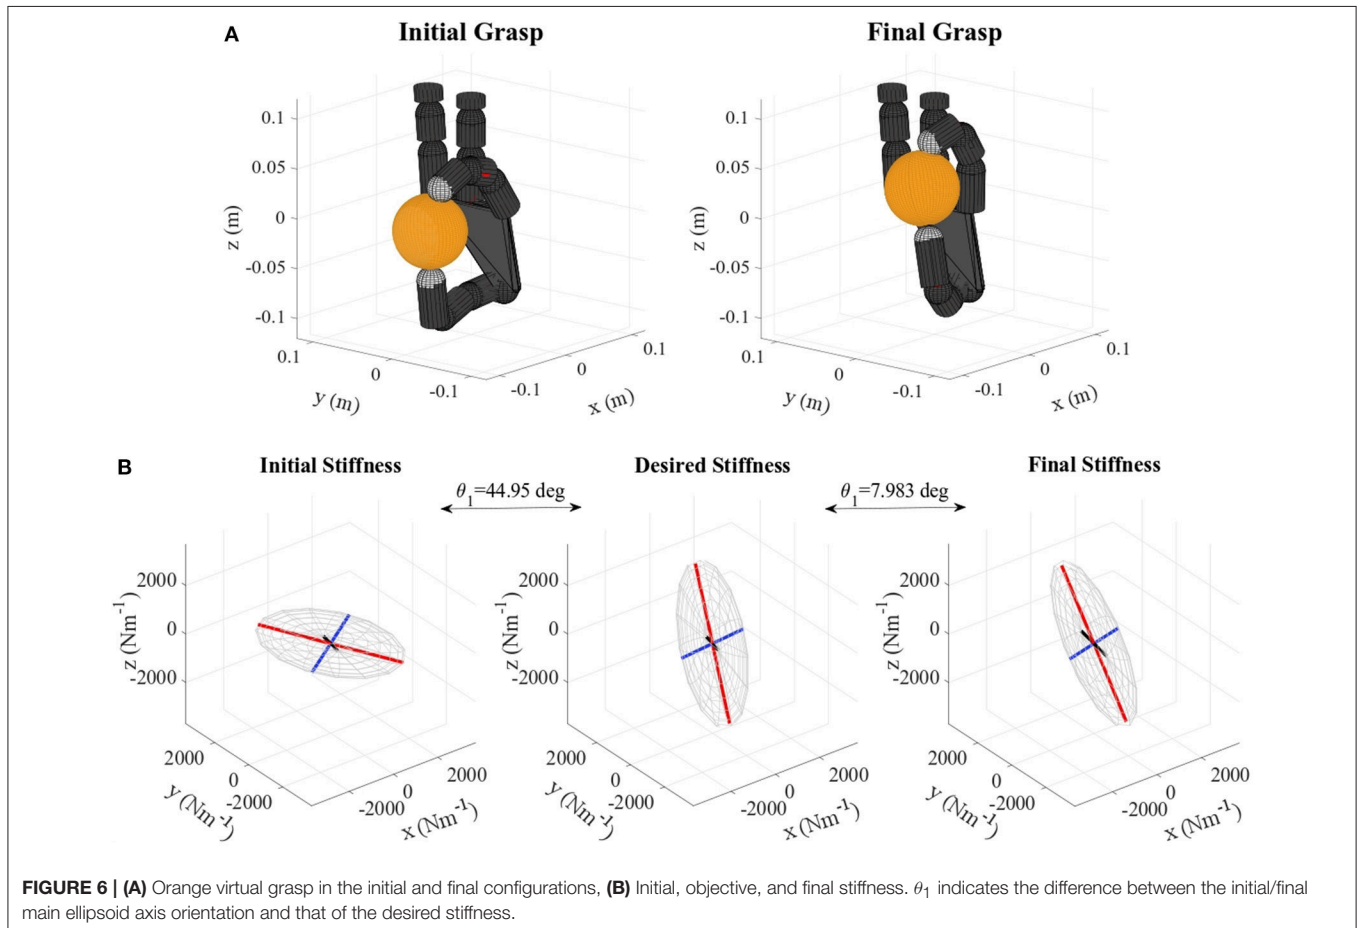 A
Initial Grasp
Final Grasp
0.1
0.05
0
-0.05
-0.1
z (m)
0.1
0
-0.1
y (m)
-0.1
0
0.1
x (m)
0.1
0.05
0
-0.05
-0.1
z (m)
0.1
0
-0.1
y (m)
-0.1
0
0.1
x (m)
B
Initial Stiffness
Desired Stiffness
Final Stiffness
θ₁=44.95 deg
θ₁=7.983 deg
2000
0
-2000
z (Nm⁻¹)
2000
0
-2000
y (Nm⁻¹)
-2000
0
2000
x (Nm⁻¹)
2000
0
-2000
z (Nm⁻¹)
2000
0
-2000
y (Nm⁻¹)
-2000
0
2000
x (Nm⁻¹)
2000
0
-2000
z (Nm⁻¹)
2000
0
-2000
y (Nm⁻¹)
-2000
0
2000
x (Nm⁻¹)
FIGURE 6 | (A) Orange virtual grasp in the initial and final configurations, (B) Initial, objective, and final stiffness. θ₁ indicates the difference between the initial/final
main ellipsoid axis orientation and that of the desired stiffness.